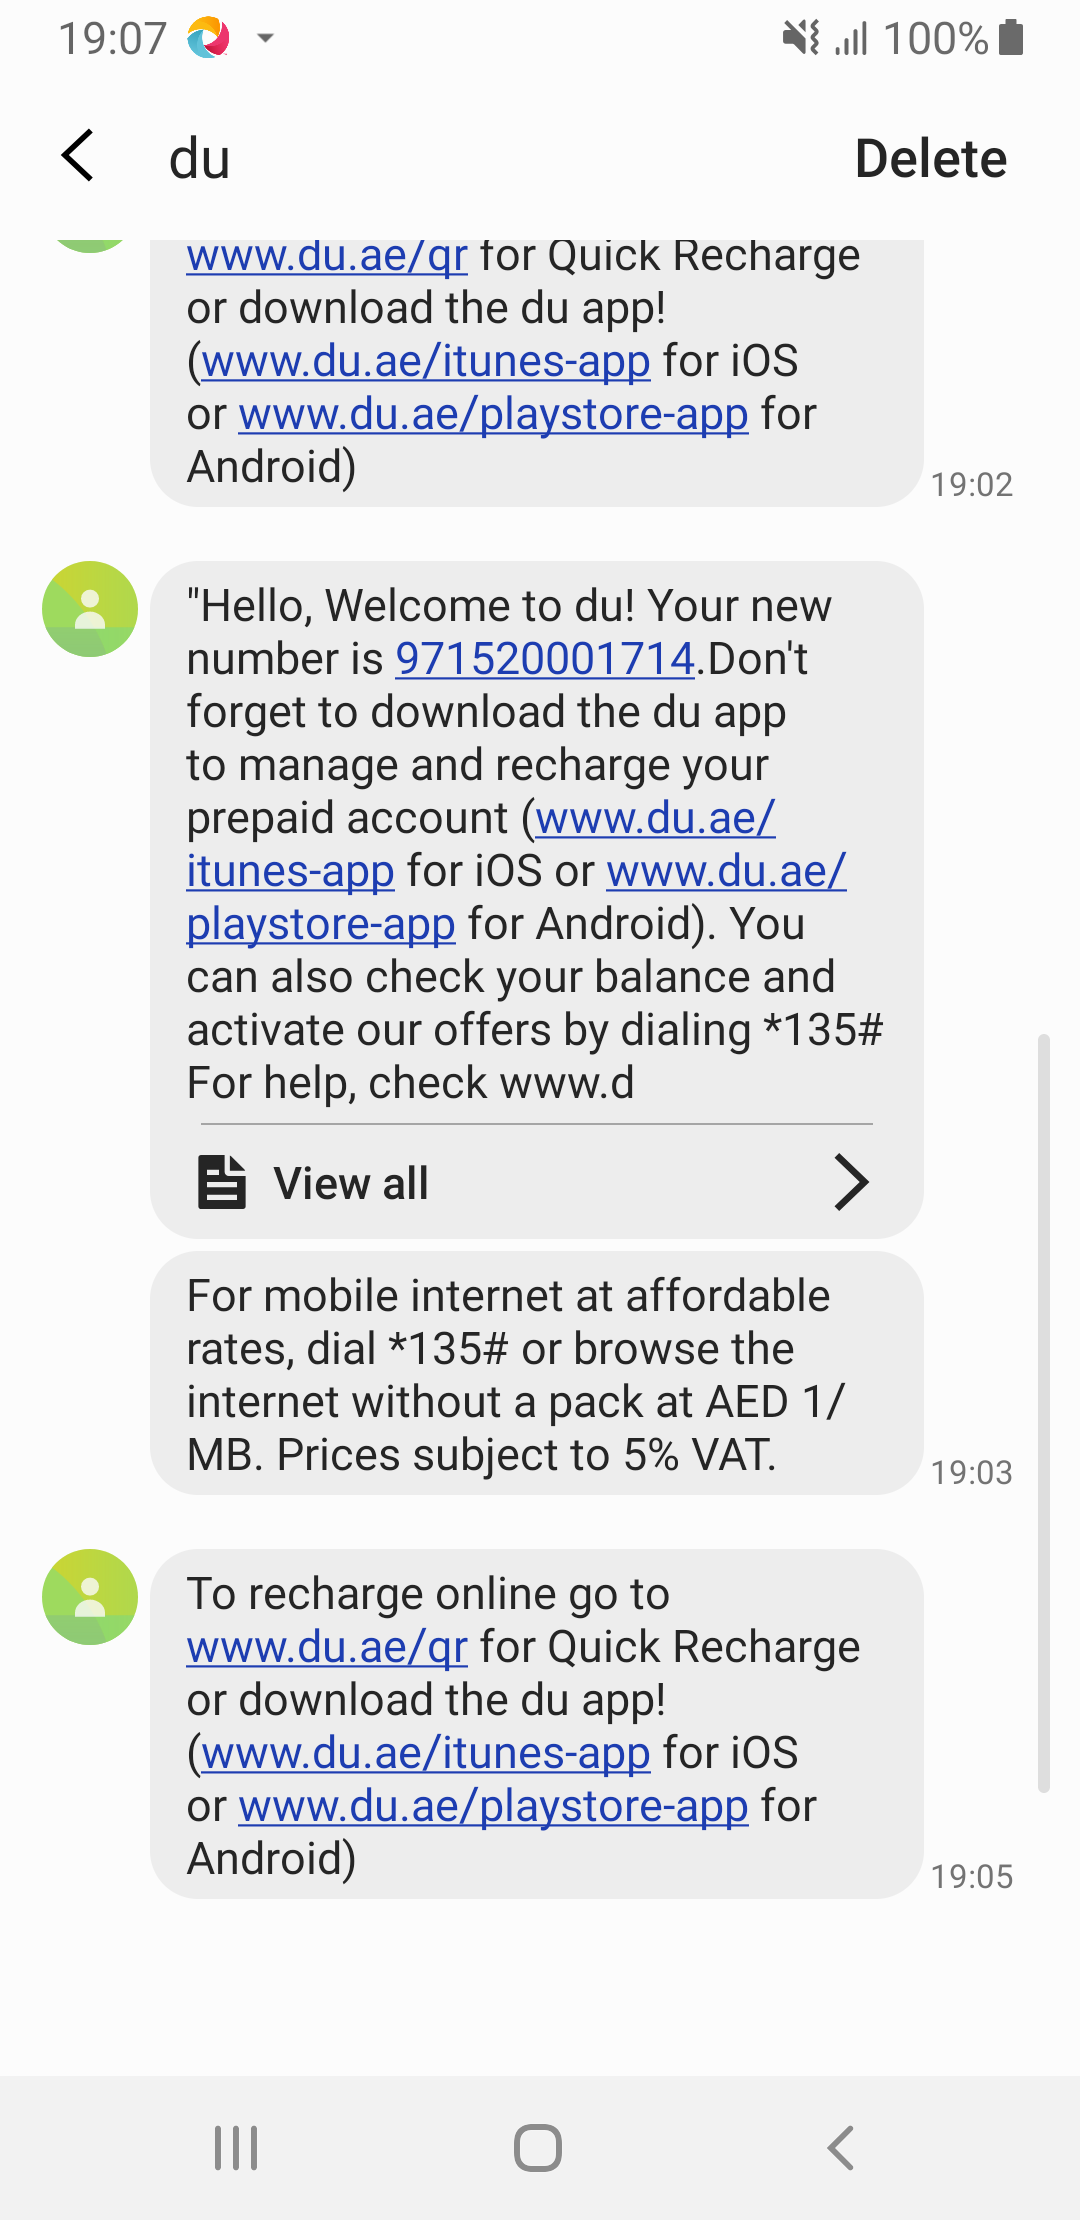 19:07
100%
du
Delete
www.du.ae/qr for Quick Recharge
or download the du app!
(www.du.ae/itunes-app for iOS
or www.du.ae/playstore-app for
Android)
19:02
"Hello, Welcome to du! Your new
number is 971520001714.Don't
forget to download the du app
to manage and recharge your
prepaid account (www.du.ae/
itunes-app for iOS or www.du.ae/
playstore-app for Android). You
can also check your balance and
activate our offers by dialing *135#
For help, check www.d
View all
For mobile internet at affordable
rates, dial *135# or browse the
internet without a pack at AED 1/
MB. Prices subject to 5% VAT.
19:03
To recharge online go to
www.du.ae/qr for Quick Recharge
or download the du app!
(www.du.ae/itunes-app for iOS
or www.du.ae/playstore-app for
Android)
19:05